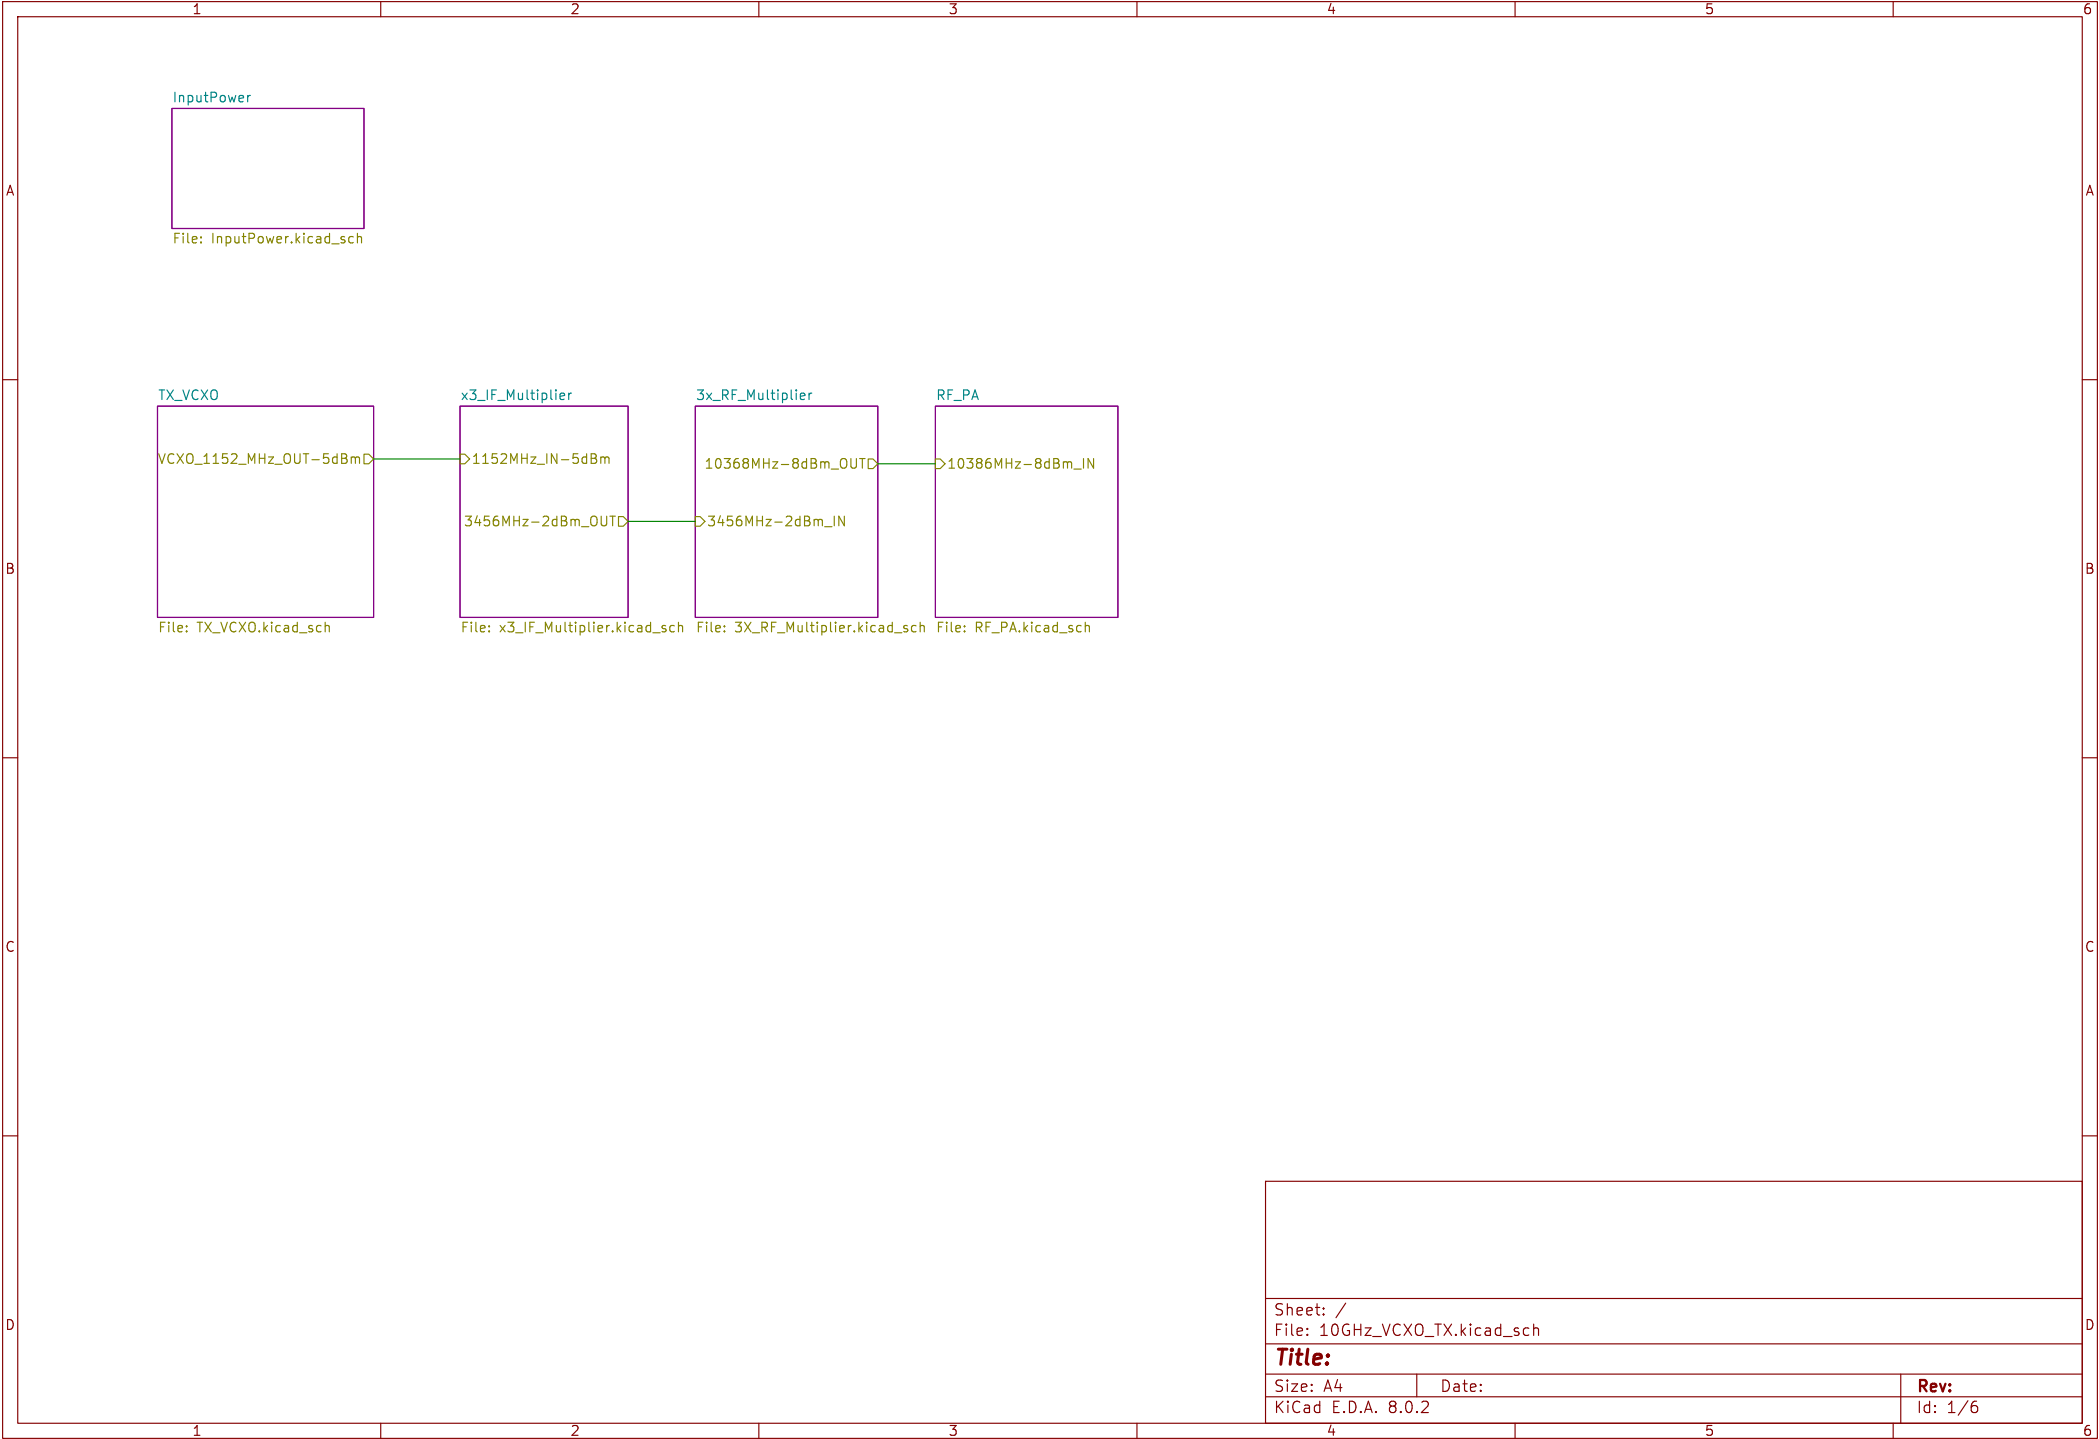 1 2 3 4 5 6
InputPower
A A
File: InputPower.kicad_sch
TX_VCXO x3_IF_Multiplier 3x_RF_Multiplier RF_PA
VCXO_1152_MHz_OUT-5dBm 1152MHz_IN-5dBm 10368MHz-8dBm_OUT 10386MHz-8dBm_IN
3456MHz-2dBm_OUT 3456MHz-2dBm_IN
B B
File: TX_VCXO.kicad_sch File: x3_IF_Multiplier.kicad_sch File: 3X_RF_Multiplier.kicad_sch File: RF_PA.kicad_sch
C C
Sheet: /
D D
File: 10GHz_VCXO_TX.kicad_sch
Title:
Size: A4 Date: Rev:
KiCad E.D.A. 8.0.2 Id: 1/6
1 2 3 4 5 6